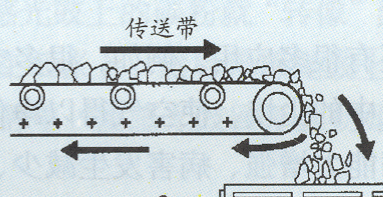 传送带
+ + + + + + +